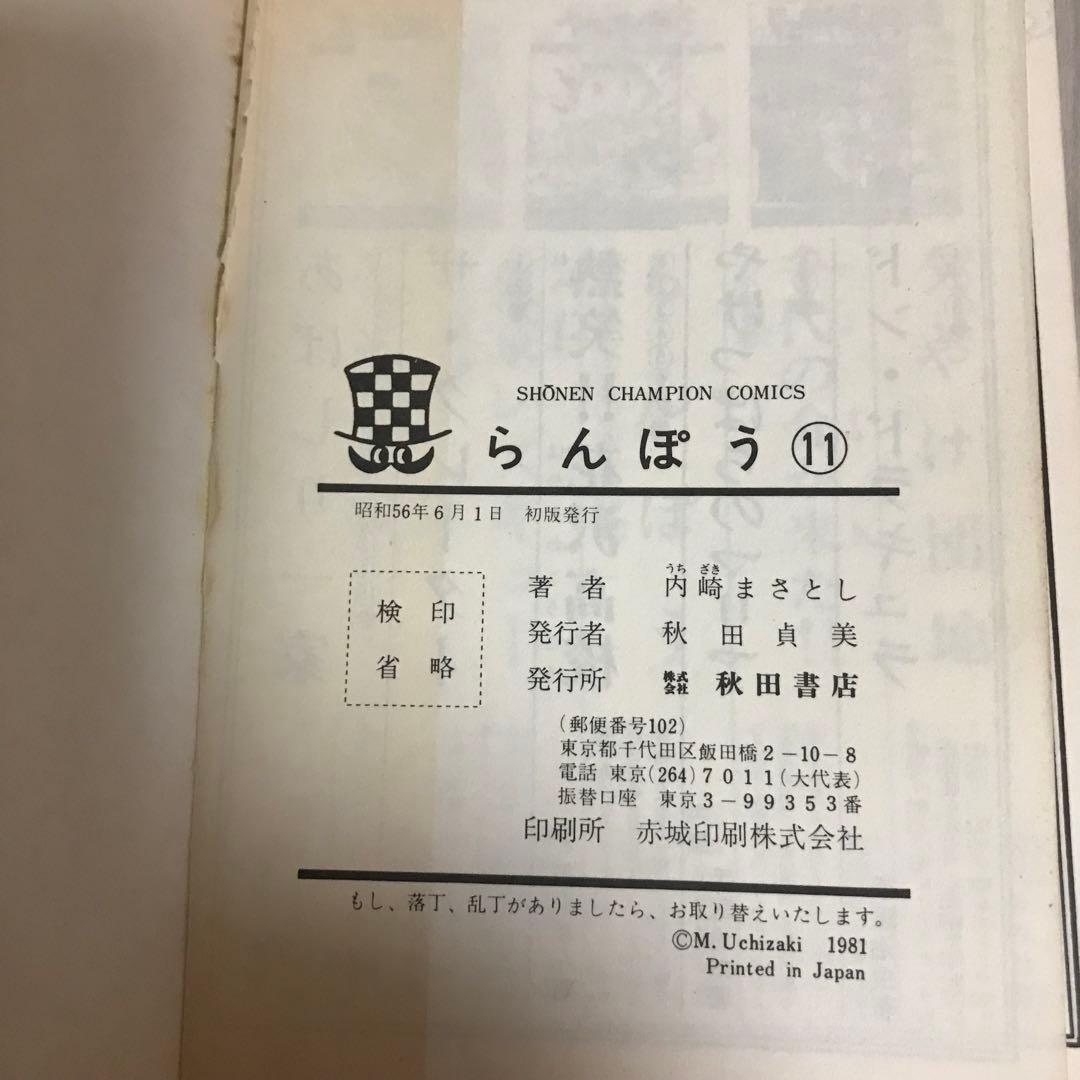 SHŌNEN CHAMPION COMICS
らんぽう ⑪
昭和56年6月1日 初版発行
検印
省略
著者 内崎まさとし
うち ざき
発行者 秋田貞美
発行所 株式会社 秋田書店
(郵便番号102)
東京都千代田区飯田橋2-10-8
電話 東京(264)7011(大代表)
振替口座 東京3-99353番
印刷所 赤城印刷株式会社
もし、落丁、乱丁がありましたら、お取り替えいたします。
©M. Uchizaki 1981
Printed in Japan